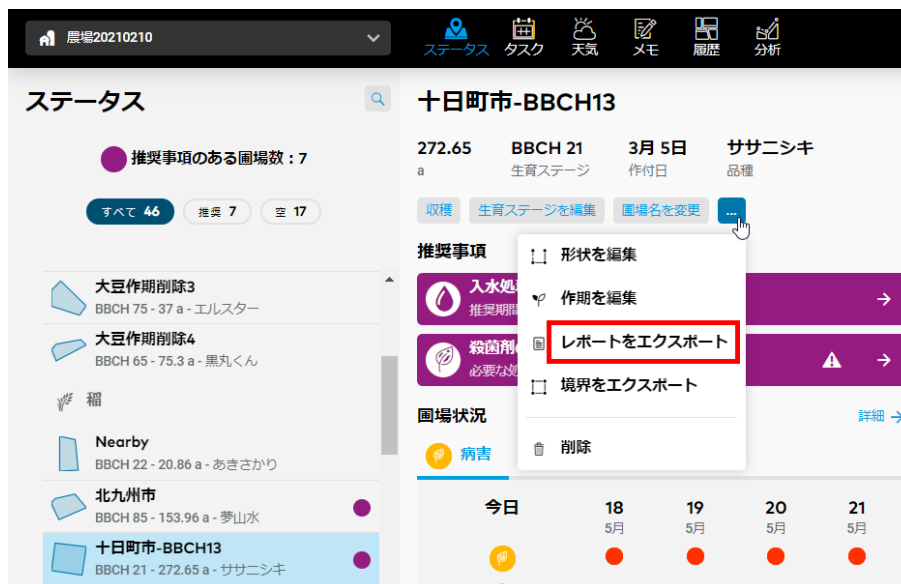 農場20210210
ステータス
タスク
天気
メモ
履歴
分析
ステータス
推奨事項のある圃場数：7
すべて 46
推奨 7
空 17
大豆作期削除3
BBCH 75 - 37 a - エルスター
大豆作期削除4
BBCH 65 - 75.3 a - 黒丸くん
稲
Nearby
BBCH 22 - 20.86 a - あきさかり
北九州市
BBCH 85 - 153.96 a - 夢山水
十日町市-BBCH13
BBCH 21 - 272.65 a - ササニシキ
十日町市-BBCH13
272.65 BBCH 21 3月 5日 ササニシキ
a 生育ステージ 作付日 品種
収穫 生育ステージを編集 圃場名を変更 ...
推奨事項
入水処
推奨期間
殺菌剤
必要な処
形状を編集
作期を編集
レポートをエクスポート
境界をエクスポート
削除
圃場状況
詳細
病害
今日 18 19 20 21
5月 5月 5月 5月